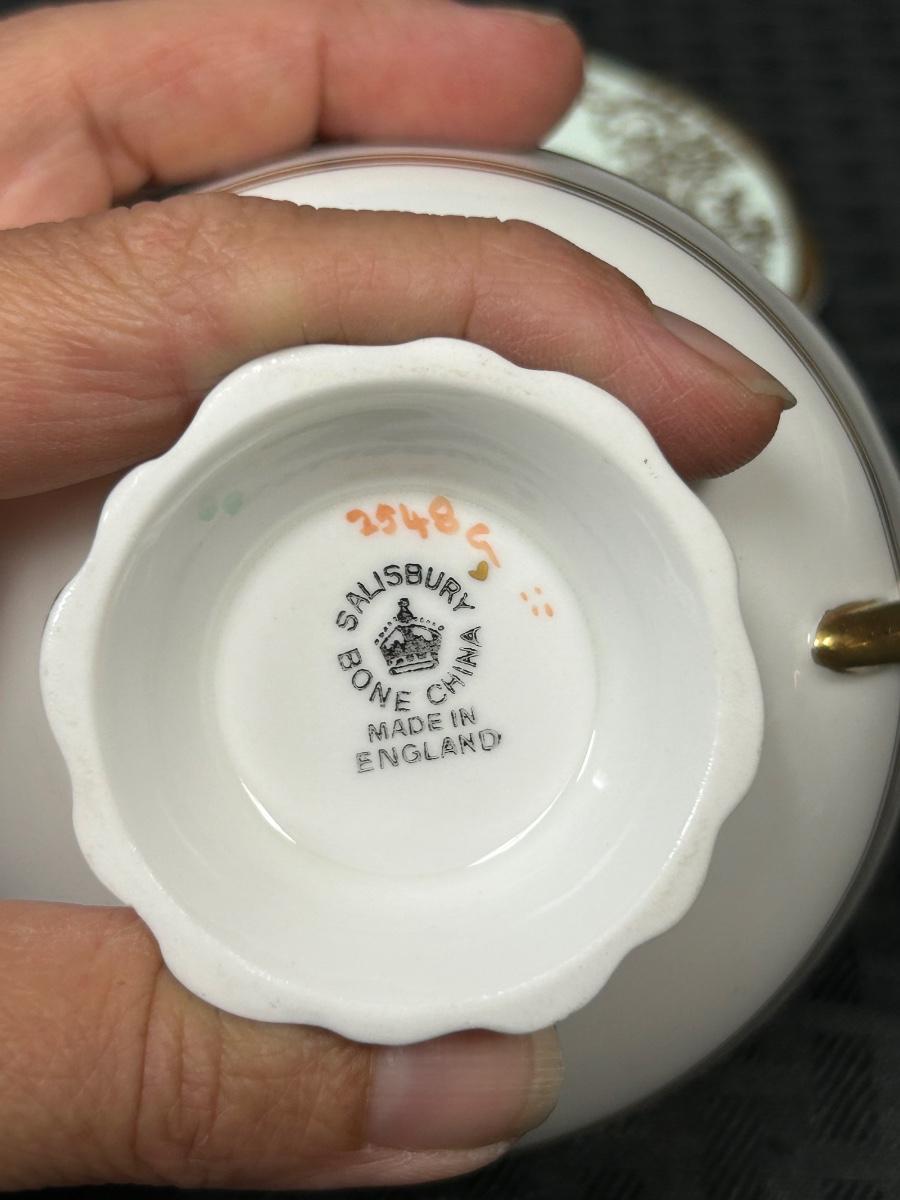 2548
G
SALISBURY
BONE CHINA
MADE IN
ENGLAND